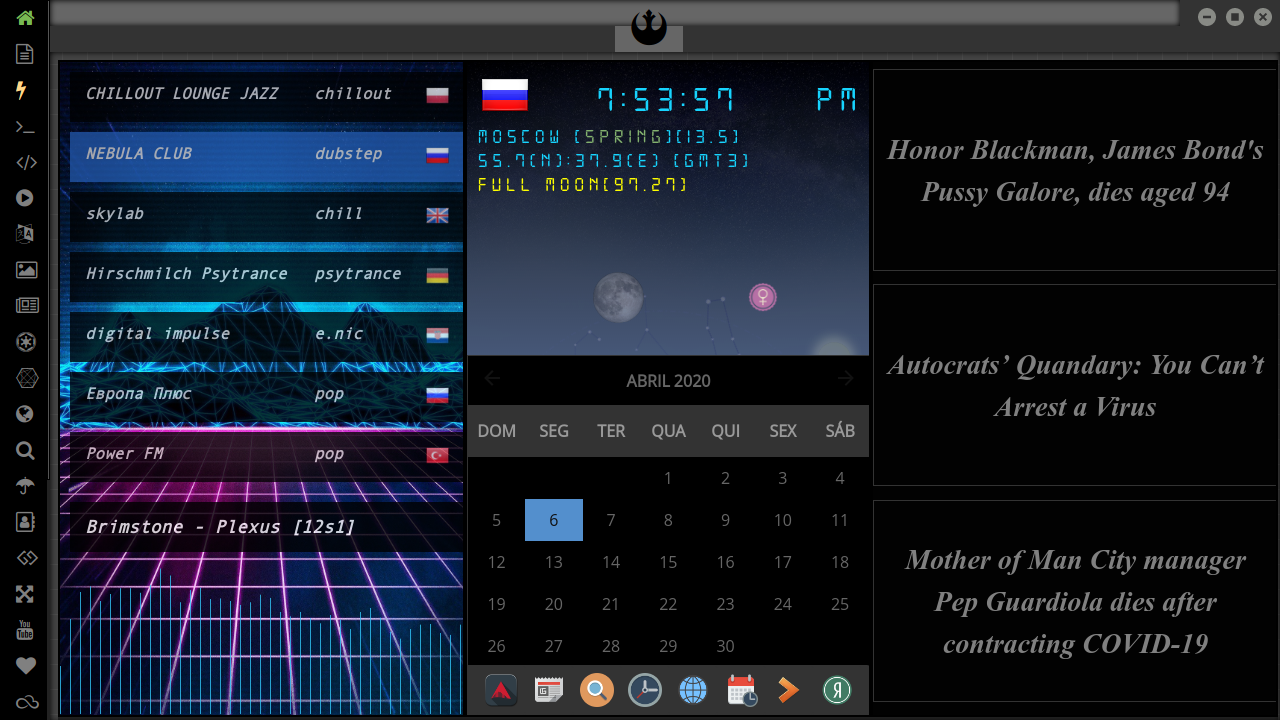 CHILLOUT LOUNGE JAZZ chillout
NEBULA CLUB dubstep
skylab chill
Hirschmilch Psytrance psytrance
digital impulse e.nic
Европа Плюс pop
Power FM pop
Brimstone - Plexus [12s1]
7:53:57 PM
MOSCOW [SPRING][13.5]
55.7(N):37.9(E) [GMT3]
FULL MOON[97.27]
ABRIL 2020
DOM SEG TER QUA QUI SEX SÁB
1 2 3 4
5 6 7 8 9 10 11
12 13 14 15 16 17 18
19 20 21 22 23 24 25
26 27 28 29 30
Honor Blackman, James Bond's
Pussy Galore, dies aged 94
Autocrats’ Quandary: You Can’t
Arrest a Virus
Mother of Man City manager
Pep Guardiola dies after
contracting COVID-19
You
Tube
Я